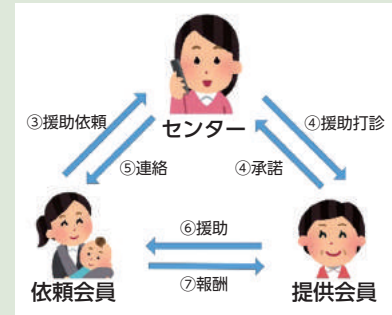 ③援助依頼
センター
④援助打診
⑤連絡
④承諾
⑥援助
依頼会員
⑦報酬
提供会員